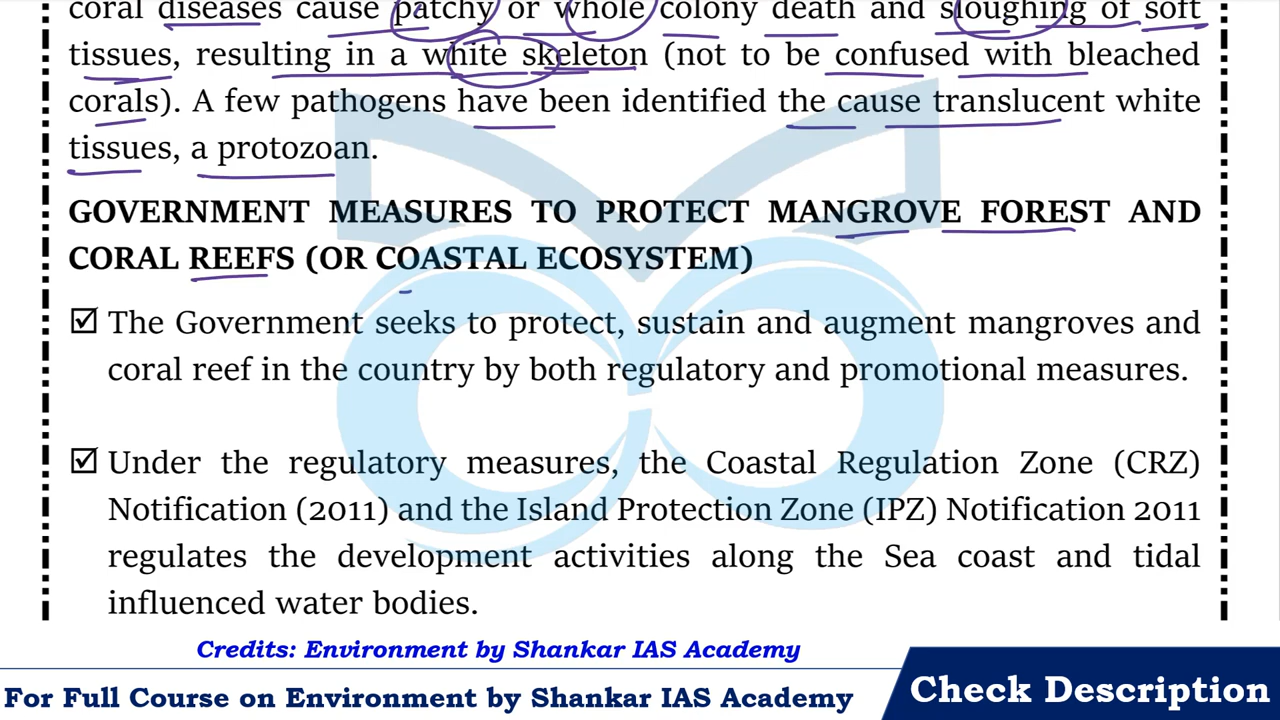 coral diseases cause patchy or whole colony death and sloughing of soft
tissues, resulting in a white skeleton (not to be confused with bleached
corals). A few pathogens have been identified the cause translucent white
tissues, a protozoan.
GOVERNMENT MEASURES TO PROTECT MANGROVE FOREST AND
CORAL REEFS (OR COASTAL ECOSYSTEM)
☑ The Government seeks to protect, sustain and augment mangroves and
coral reef in the country by both regulatory and promotional measures.
☑ Under the regulatory measures, the Coastal Regulation Zone (CRZ)
Notification (2011) and the Island Protection Zone (IPZ) Notification 2011
regulates the development activities along the Sea coast and tidal
influenced water bodies.
Credits: Environment by Shankar IAS Academy
For Full Course on Environment by Shankar IAS Academy
Check Description